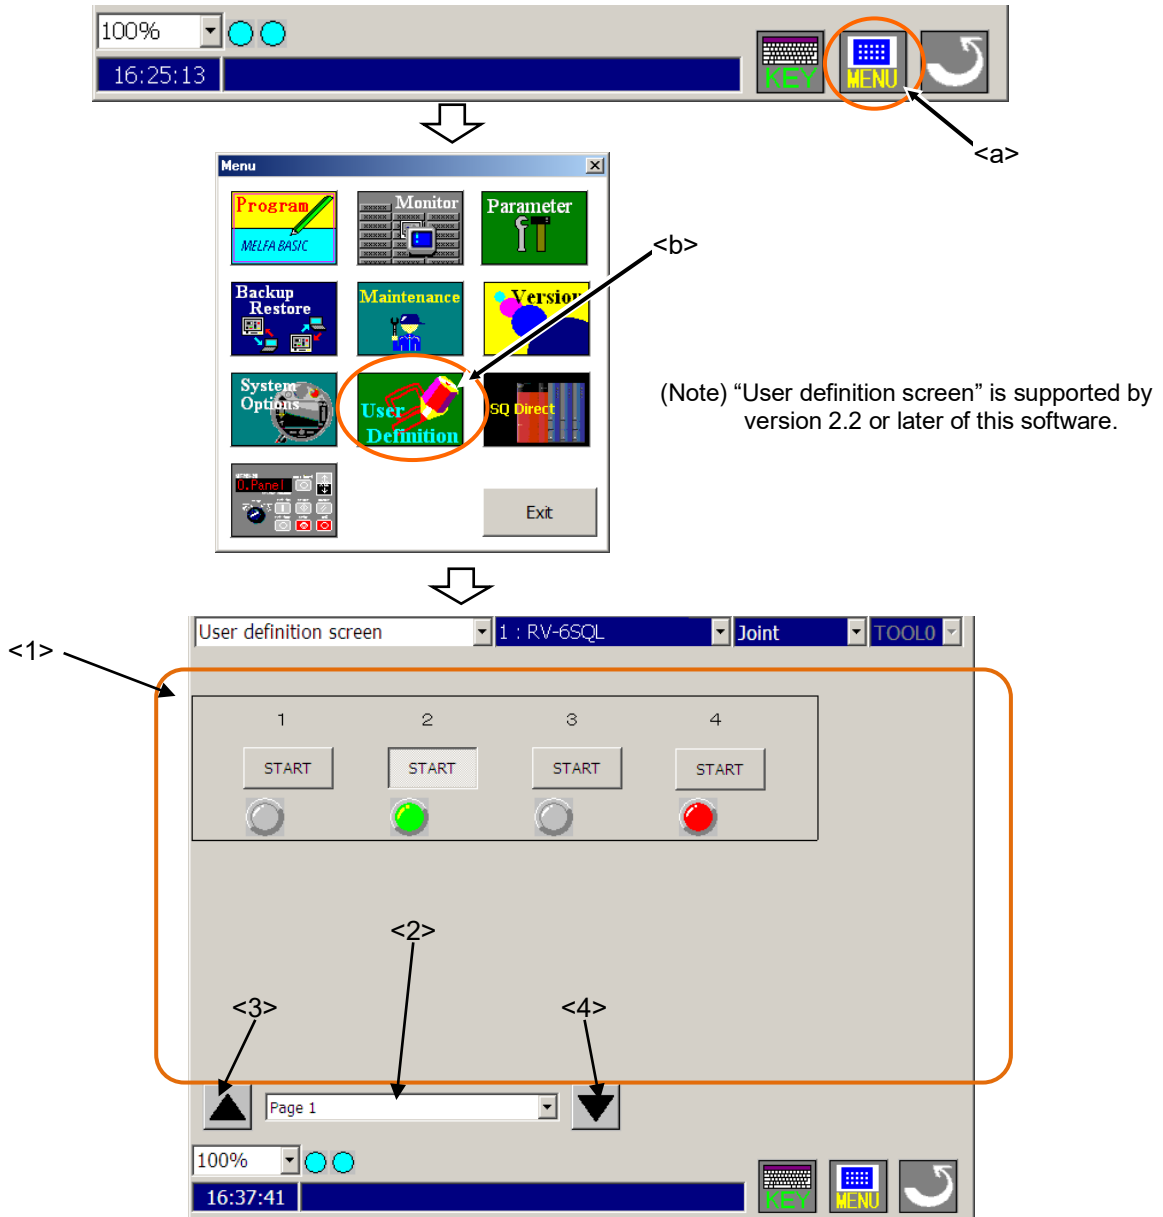 100%
16:25:13
KEY
MENU
<a>
Menu
Program
MELFA BASIC
Monitor
Parameter
<b>
Backup
Restore
Maintenance
Version
System
Options
User
Definition
SQ Direct
(Note) “User definition screen” is supported by
version 2.2 or later of this software.
O.Panel
Exit
User definition screen
1 : RV-6SQL
Joint
TOOL0
<1>
1
2
3
4
START
START
START
START
<2>
<3>
<4>
Page 1
100%
16:37:41
KEY
MENU